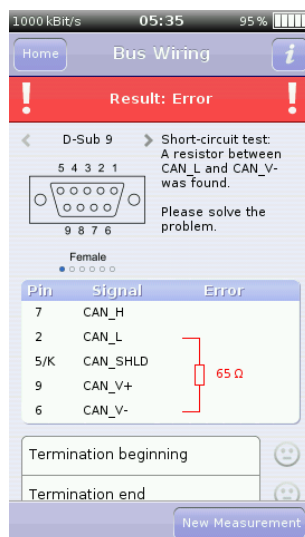 1000 kBit/s 05:35 95 %
Home Bus Wiring i
! Result: Error !
< D-Sub 9 >
5 4 3 2 1
9 8 7 6
Female
Short-circuit test:
A resistor between
CAN_L and CAN_V-
was found.
Please solve the
problem.
Pin Signal Error
7 CAN_H
2 CAN_L
5/K CAN_SHLD
65 Ω
9 CAN_V+
6 CAN_V-
Termination beginning
Termination end
New Measurement